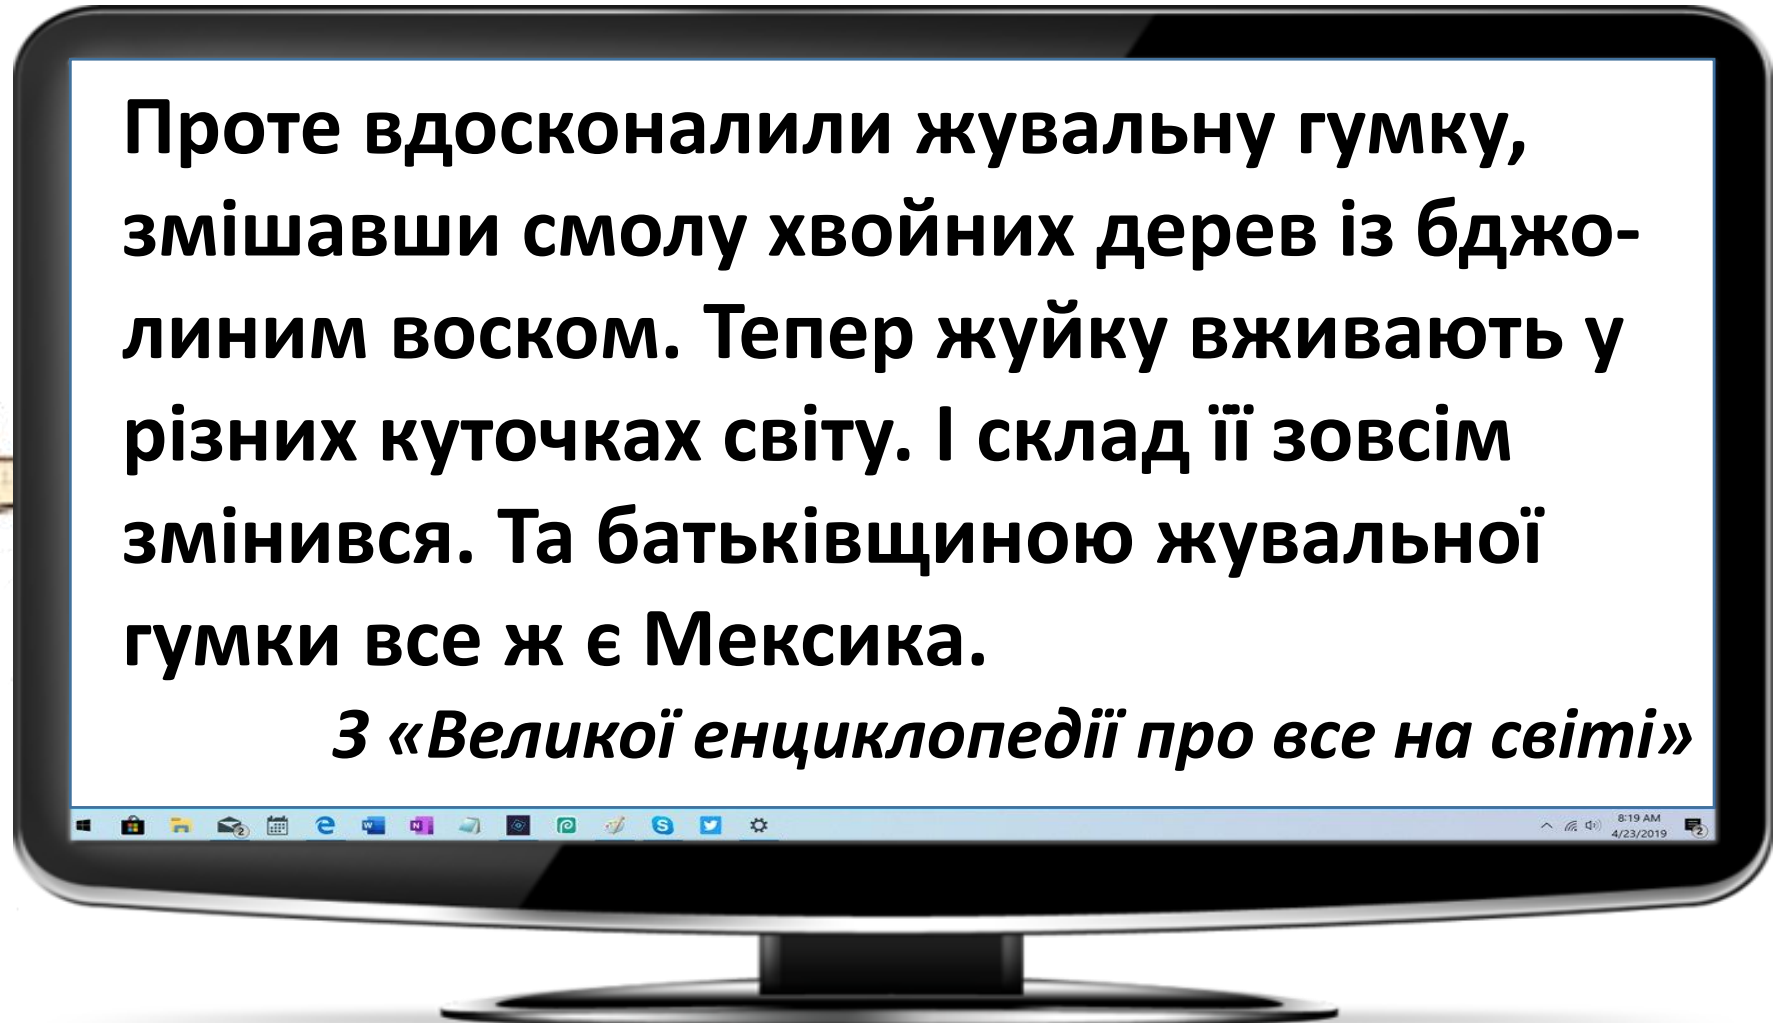 Проте вдосконалили жувальну гумку,
змішавши смолу хвойних дерев із бджо-
линим воском. Тепер жуйку вживають у
різних куточках світу. І склад її зовсім
змінився. Та батьківщиною жувальної
гумки все ж є Мексика.
З «Великої енциклопедії про все на світі»
8:19 AM
4/23/2019